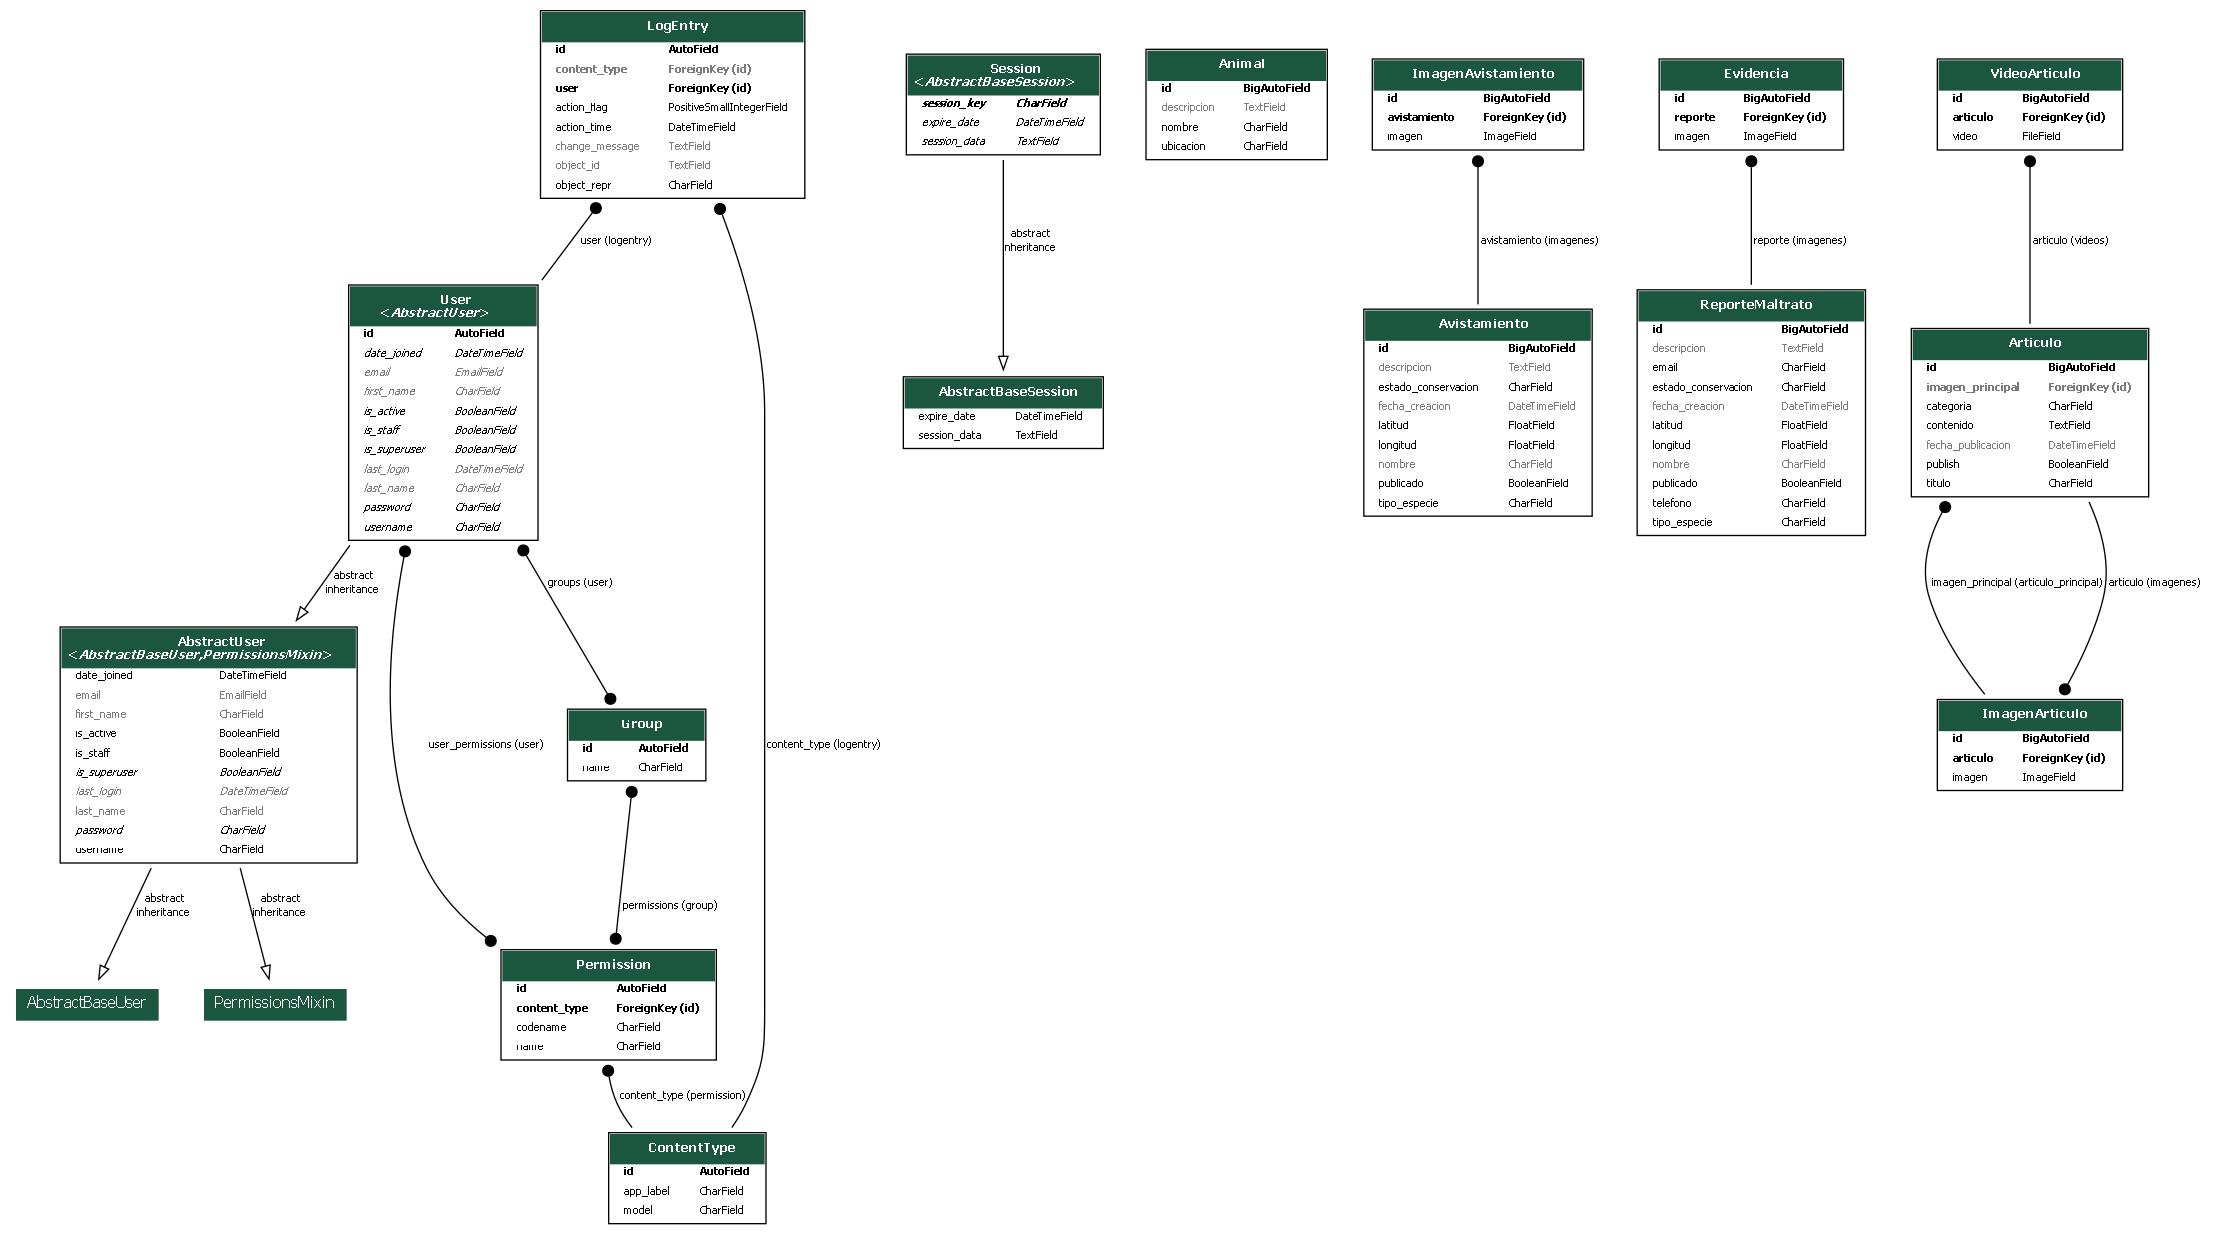 LogEntry
id AutoField
content_type ForeignKey (id)
user ForeignKey (id)
action_flag PositiveSmallIntegerField
action_time DateTimeField
change_message TextField
object_id TextField
object_repr CharField
user (logentry)
User
<AbstractUser>
id AutoField
date_joined DateTimeField
email EmailField
first_name CharField
is_active BooleanField
is_staff BooleanField
is_superuser BooleanField
last_login DateTimeField
last_name CharField
password CharField
username CharField
abstract
inheritance
groups (user)
AbstractUser
<AbstractBaseUser,PermissionsMixin>
date_joined DateTimeField
email EmailField
first_name CharField
is_active BooleanField
is_staff BooleanField
is_superuser BooleanField
last_login DateTimeField
last_name CharField
password CharField
username CharField
abstract
inheritance
abstract
inheritance
AbstractBaseUser
PermissionsMixin
user_permissions (user)
Group
id AutoField
name CharField
content_type (logentry)
permissions (group)
Permission
id AutoField
content_type ForeignKey (id)
codename CharField
name CharField
content_type (permission)
ContentType
id AutoField
app_label CharField
model CharField
Session
<AbstractBaseSession>
session_key CharField
expire_date DateTimeField
session_data TextField
abstract
inheritance
AbstractBaseSession
expire_date DateTimeField
session_data TextField
Animal
id BigAutoField
descripcion TextField
nombre CharField
ubicacion CharField
ImagenAvistamiento
id BigAutoField
avistamiento ForeignKey (id)
imagen ImageField
avistamiento (imagenes)
Avistamiento
id BigAutoField
descripcion TextField
estado_conservacion CharField
fecha_creacion DateTimeField
latitud FloatField
longitud FloatField
nombre CharField
publicado BooleanField
tipo_especie CharField
Evidencia
id BigAutoField
reporte ForeignKey (id)
imagen ImageField
reporte (imagenes)
ReporteMaltrato
id BigAutoField
descripcion TextField
email CharField
estado_conservacion CharField
fecha_creacion DateTimeField
latitud FloatField
longitud FloatField
nombre CharField
publicado BooleanField
telefono CharField
tipo_especie CharField
VideoArticulo
id BigAutoField
articulo ForeignKey (id)
video FileField
articulo (videos)
Articulo
id BigAutoField
imagen_principal ForeignKey (id)
categoria CharField
contenido TextField
fecha_publicacion DateTimeField
publish BooleanField
titulo CharField
imagen_principal (articulo_principal)
articulo (imagenes)
ImagenArticulo
id BigAutoField
articulo ForeignKey (id)
imagen ImageField